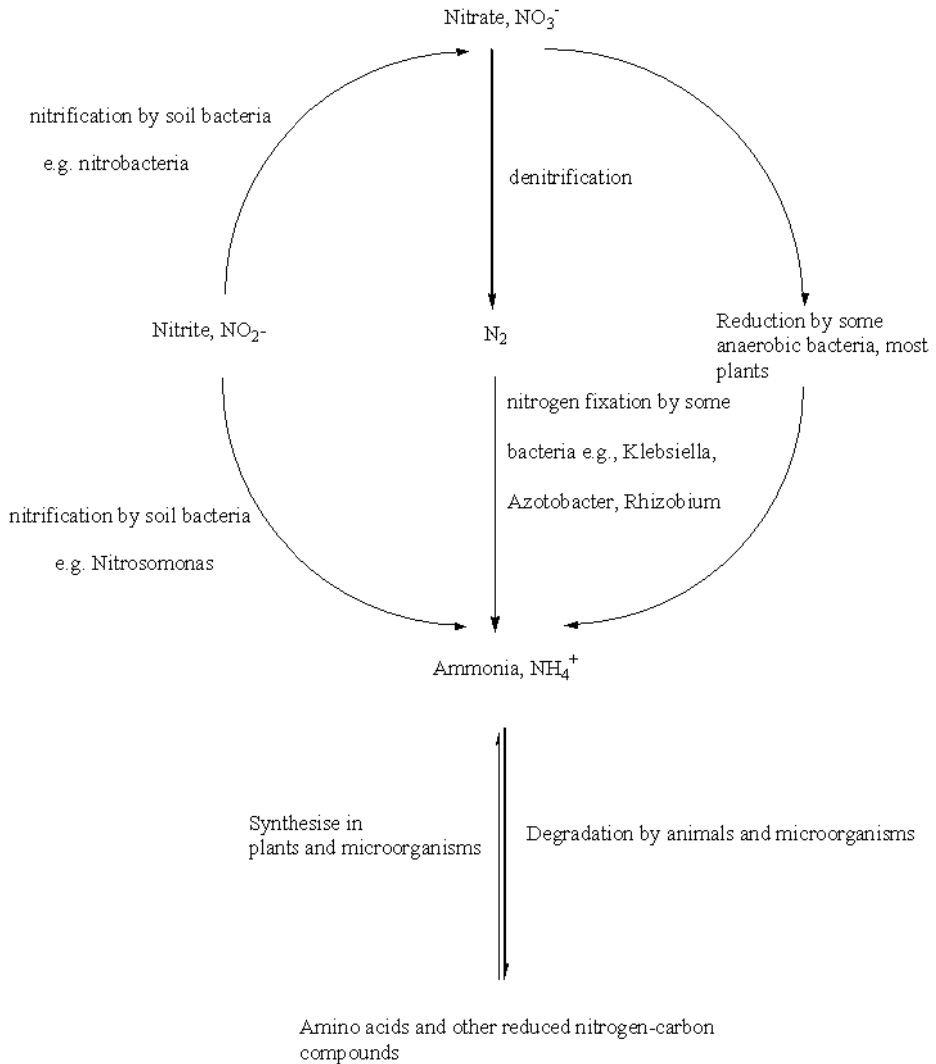 Nitrate, NO3-
nitrification by soil bacteria
e.g. nitrobacteria
denitrification
Nitrite, NO2-
N2
Reduction by some
anaerobic bacteria, most
plants
nitrogen fixation by some
bacteria e.g., Klebsiella,
Azotobacter, Rhizobium
nitrification by soil bacteria
e.g. Nitrosomonas
Ammonia, NH4+
Synthesise in
plants and microorganisms
Degradation by animals and microorganisms
Amino acids and other reduced nitrogen-carbon
compounds